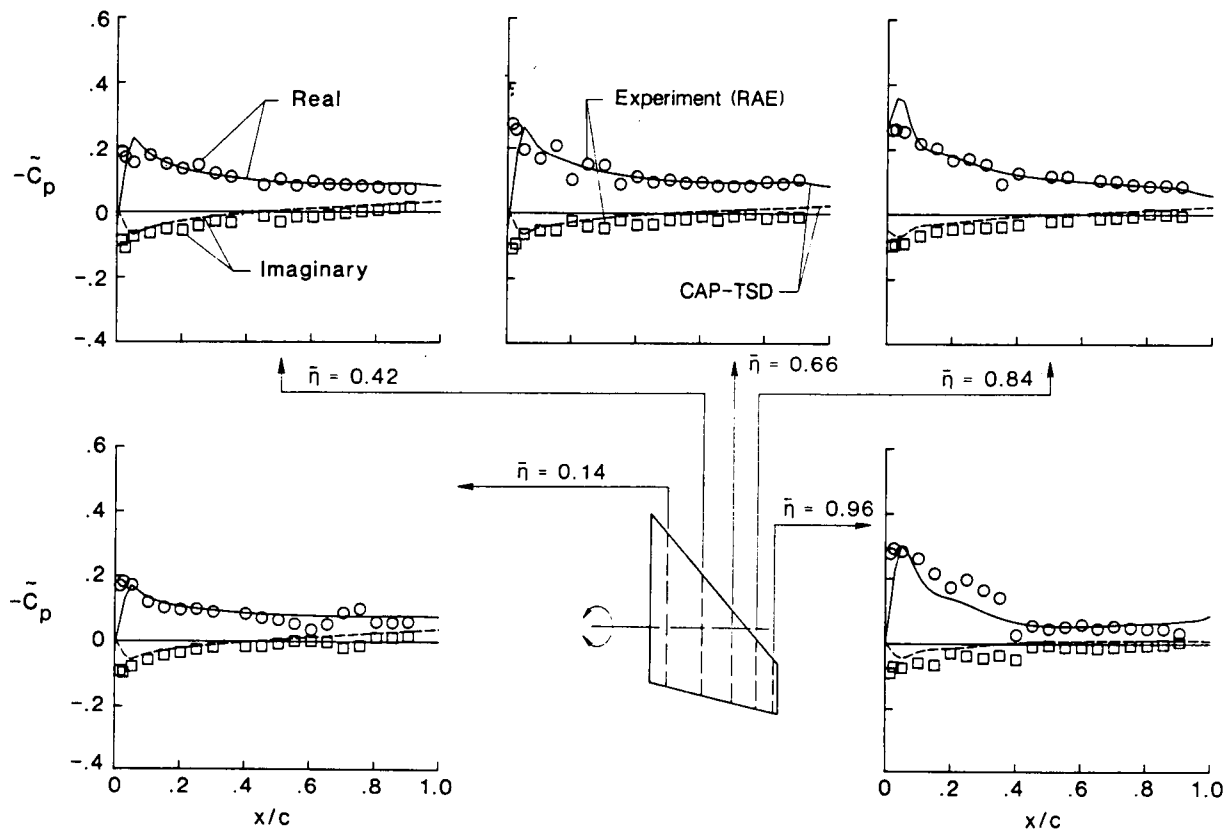 .6
.4
.2
0
-.2
-.4
-C̃p
Real
Imaginary
Experiment (RAE)
CAP-TSD
η̄ = 0.42
η̄ = 0.66
η̄ = 0.84
η̄ = 0.14
η̄ = 0.96
.6
.4
.2
0
-.2
-.4
-C̃p
0 .2 .4 .6 .8 1.0
x/c
0 .2 .4 .6 .8 1.0
x/c